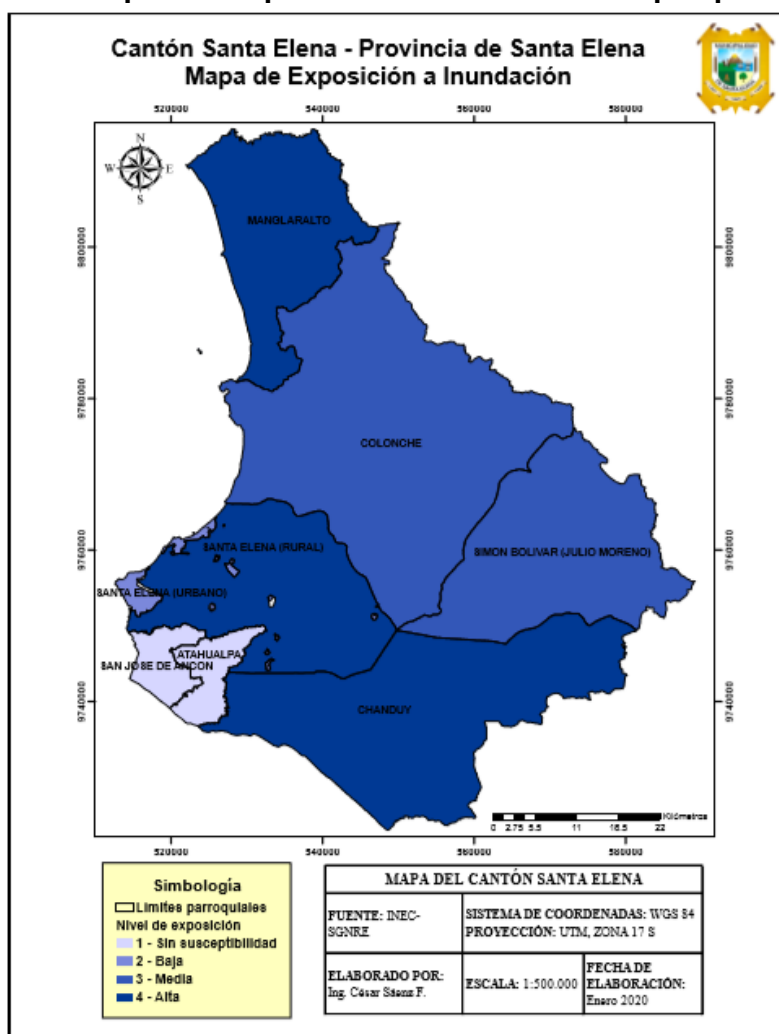 Cantón Santa Elena - Provincia de Santa Elena
Mapa de Exposición a Inundación
520000 540000 560000 580000
N
W E
S
MANGLARALTO
9800000 9800000
9780000 9780000
COLONCHE
SANTA ELENA (RURAL)
SIMON BOLIVAR (JULIO MORENO)
9760000 9760000
SANTA ELENA (URBANO)
ATAHUALPA
SAN JOSE DE ANCON
CHANDUY
9740000 9740000
Kilómetros
0 2.75 5.5 11 16.5 22
520000 540000 560000 580000
Simbología
Límites parroquiales
Nivel de exposición
1 - Sin susceptibilidad
2 - Baja
3 - Media
4 - Alta
MAPA DEL CANTÓN SANTA ELENA
FUENTE: INEC-
SGNRE
SISTEMA DE COORDENADAS: WGS 84
PROYECCIÓN: UTM, ZONA 17 S
ELABORADO POR:
Ing. César Sáenz F.
ESCALA: 1:500.000
FECHA DE
ELABORACIÓN:
Enero 2020